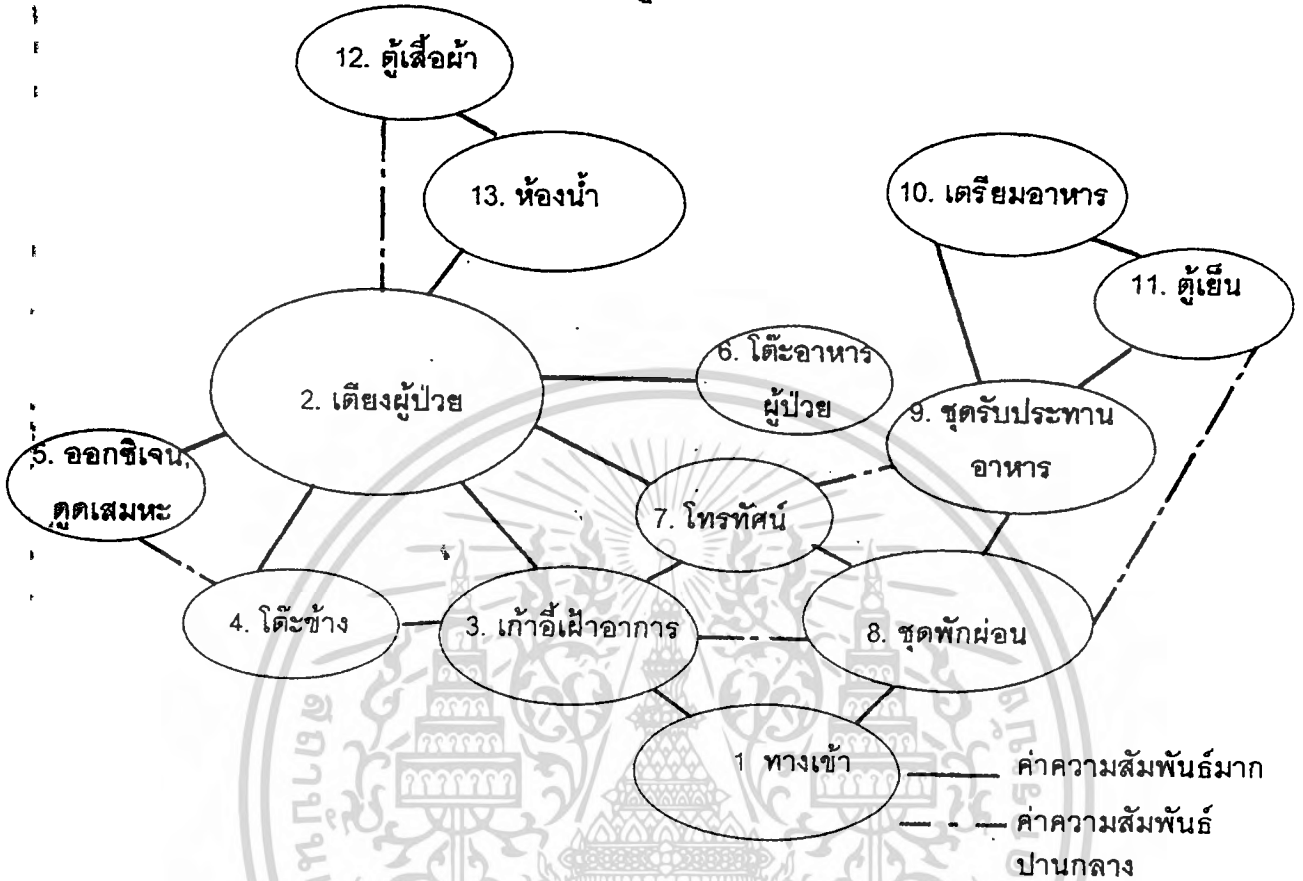 12. ตู้เสื้อผ้า
13. ห้องน้ำ
10. เตรียมอาหาร
11. ตู้เย็น
2. เตียงผู้ป่วย
6. โต๊ะอาหาร
ผู้ป่วย
9. ชุดรับประทาน
อาหาร
5. ออกซิเจน,
ดูดเสมหะ
7. โทรทัศน์
4. โต๊ะข้าง
3. เก้าอี้เฝ้าอาการ
8. ชุดพักผ่อน
1 ทางเข้า
ค่าความสัมพันธ์มาก
ค่าความสัมพันธ์
ปานกลาง